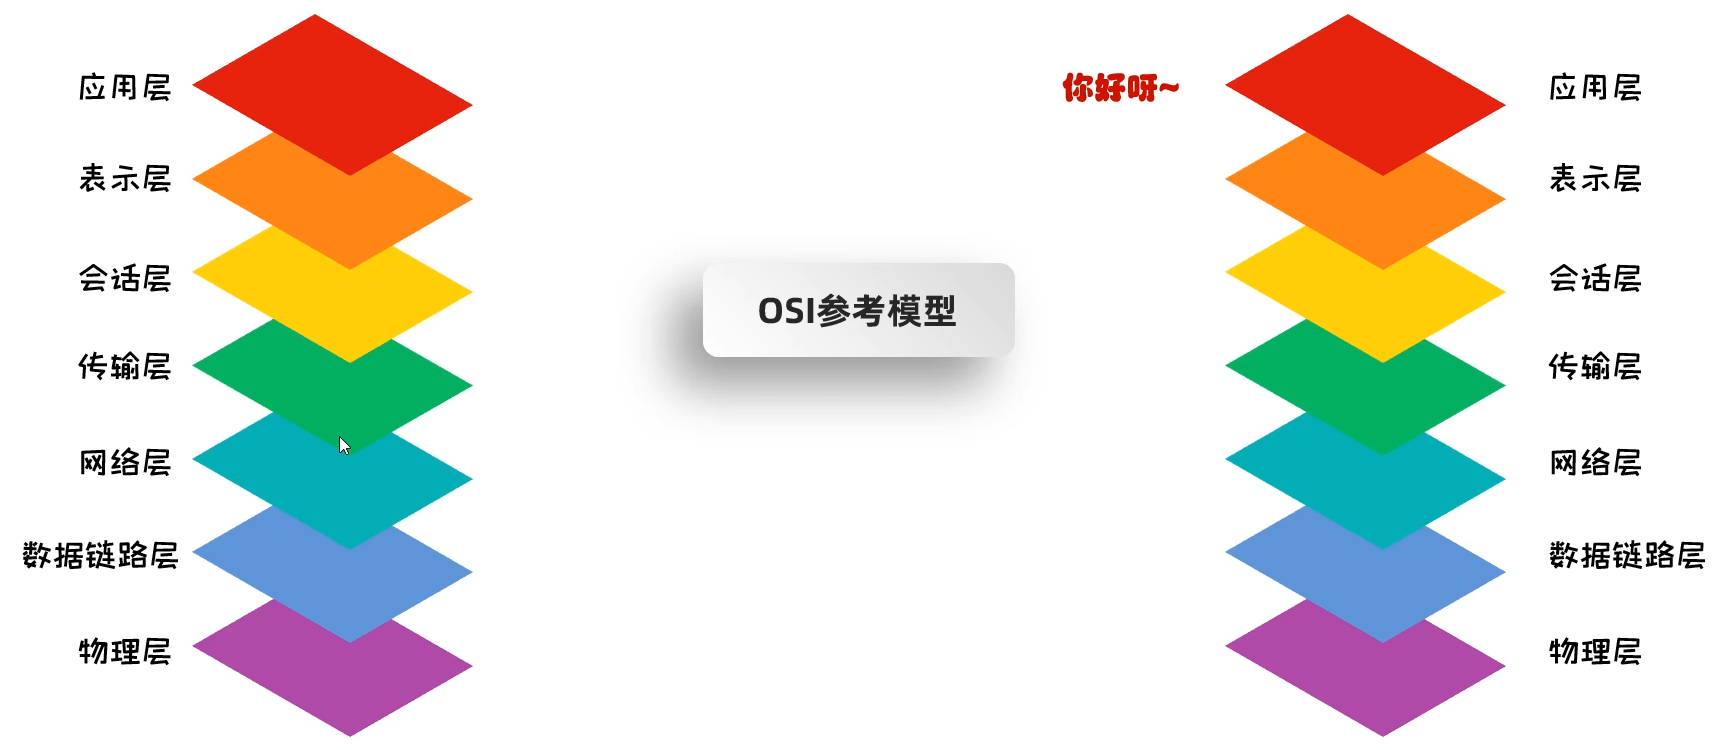 应用层
表示层
会话层
传输层
网络层
数据链路层
物理层
OSI参考模型
你好呀~
应用层
表示层
会话层
传输层
网络层
数据链路层
物理层